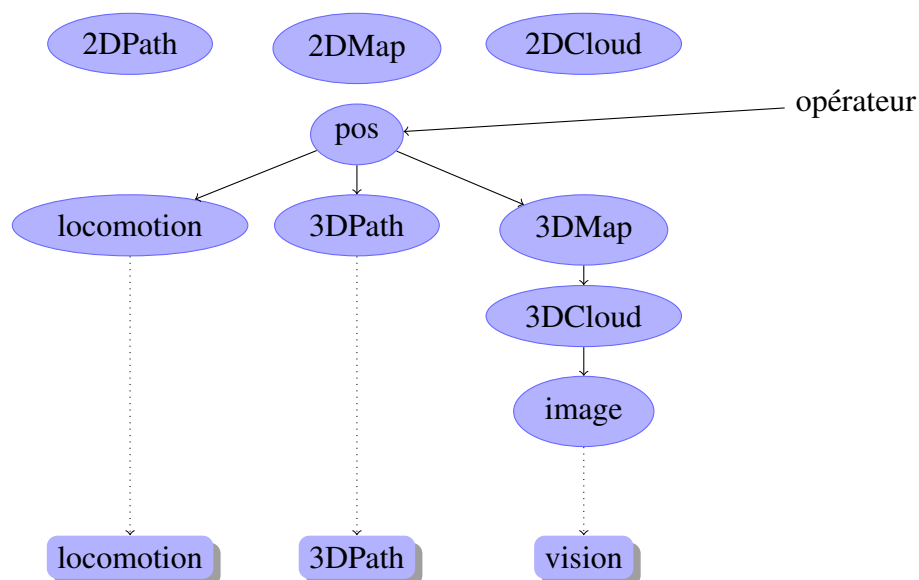 2DPath 2DMap 2DCloud
opérateur
pos
locomotion 3DPath 3DMap
3DCloud
image
locomotion 3DPath vision